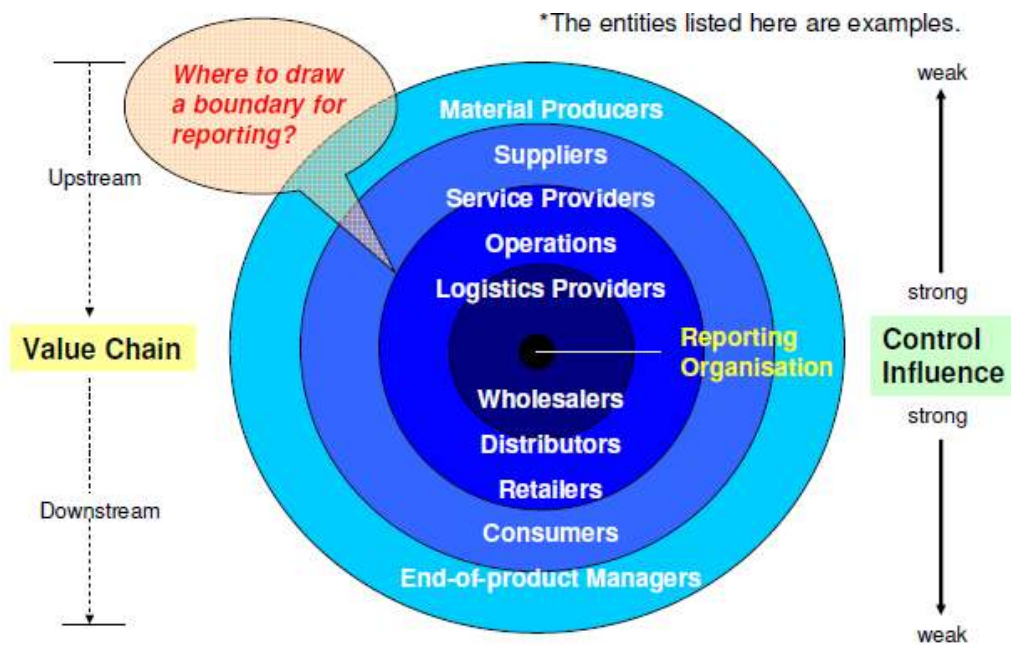 *The entities listed here are examples.
Where to draw
a boundary for
reporting?
weak
Material Producers
Suppliers
Upstream
Service Providers
Operations
Logistics Providers
strong
Value Chain
Reporting
Organisation
Control
Influence
strong
Wholesalers
Distributors
Retailers
Downstream
Consumers
End-of-product Managers
weak